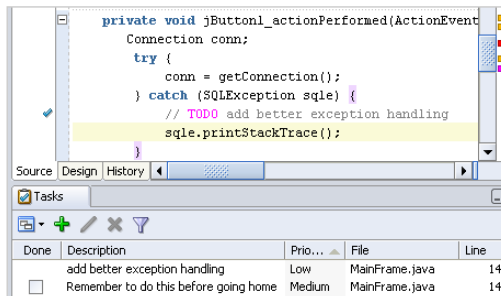 private void jButton1_actionPerformed(ActionEvent
Connection conn;
try {
conn = getConnection();
} catch (SQLException sqle) {
// TODO add better exception handling
sqle.printStackTrace();
}
Source Design History
Tasks
Done Description Prio... File Line
add better exception handling Low MainFrame.java 14
Remember to do this before going home Medium MainFrame.java 14